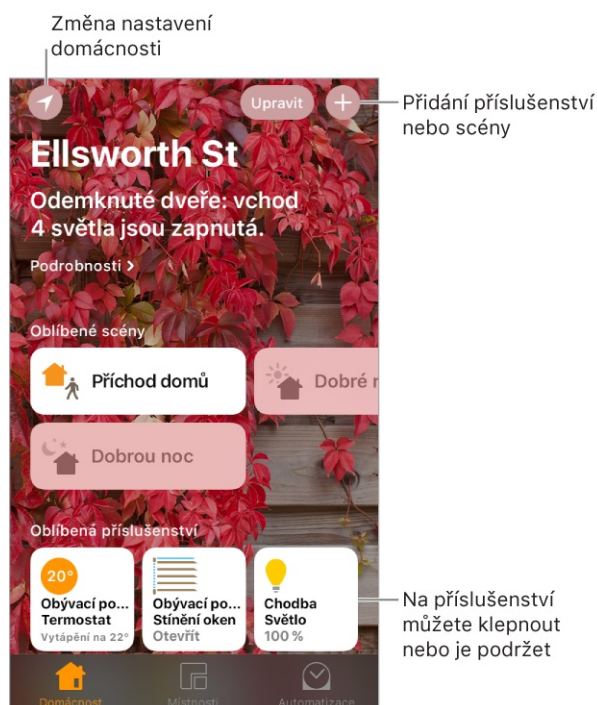 Změna nastavení
domácnosti
Upravit
Přidání příslušenství
nebo scény
Ellsworth St
Odemknuté dveře: vchod
4 světla jsou zapnutá.
Podrobnosti >
Oblíbené scény
Příchod domů
Dobré r
Dobrou noc
Oblíbená příslušenství
20°
Obývací po...
Termostat
Vytápění na 22°
Obývací po...
Stínění oken
Otevřít
Chodba
Světlo
100 %
Na příslušenství
můžete klepnout
nebo je podržet
Domácnost
Místnosti
Automatizace